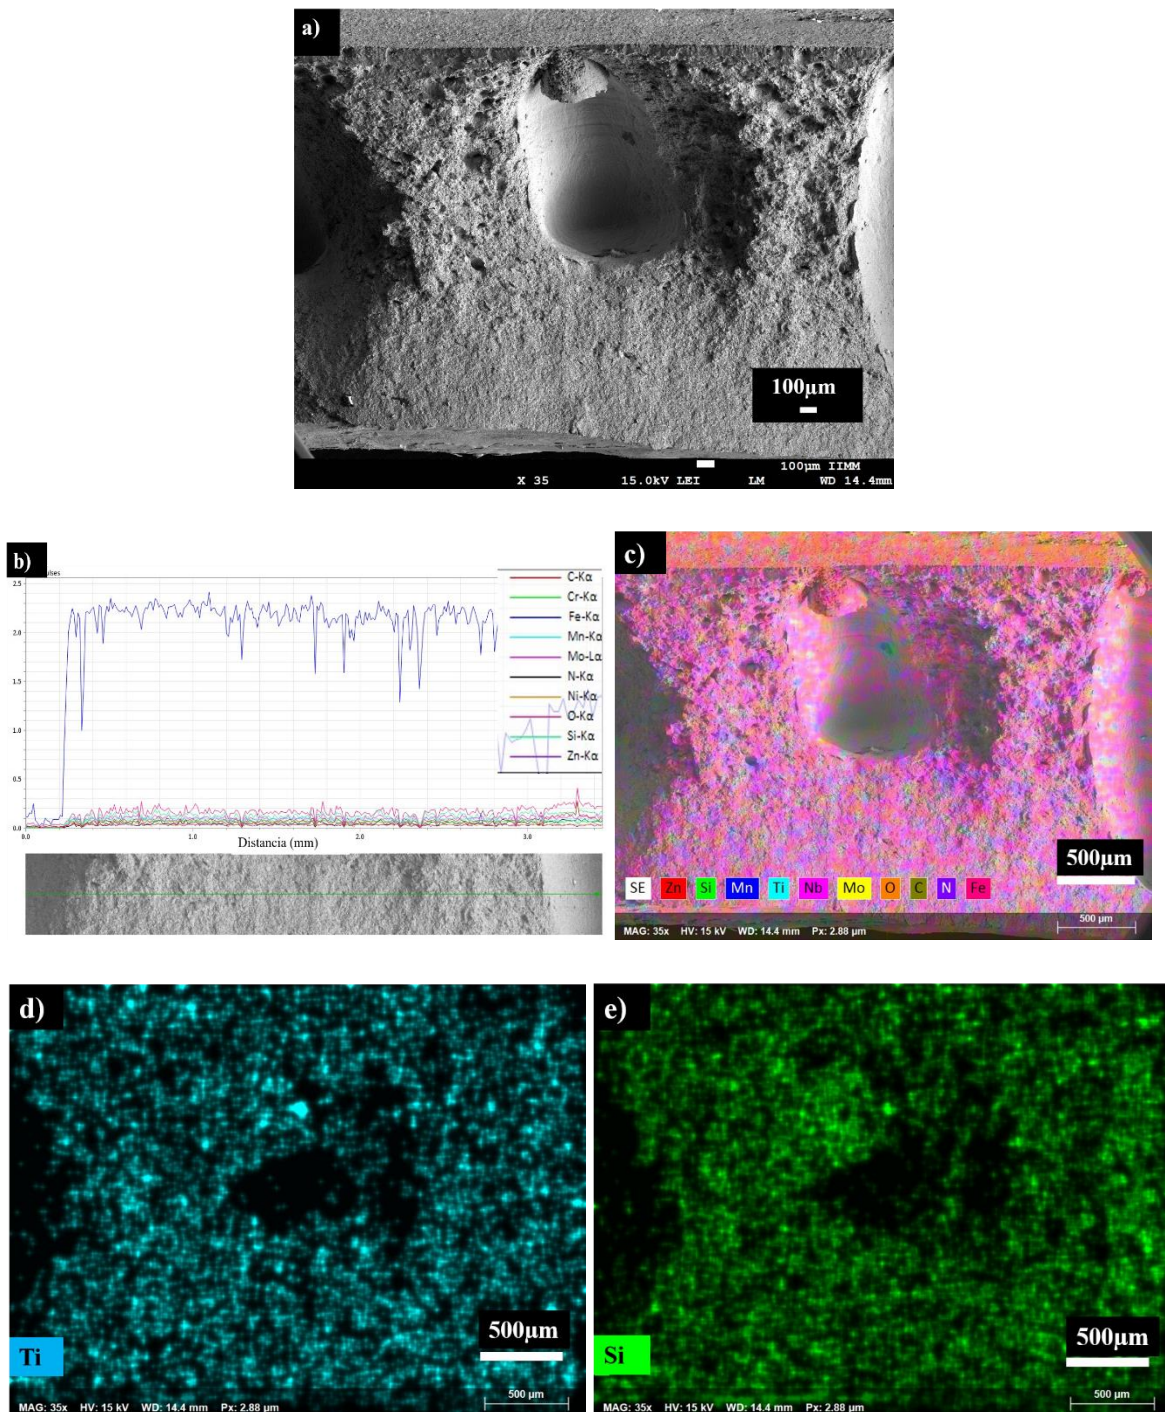 a)
100µm
100µm IIMM
X 35 15.0kV LEI LM WD 14.4mm
b)
2.5
2.0
1.5
1.0
0.5
0.0
0.0 1.0 2.0 3.0
Distancia (mm)
C-Kα
Cr-Kα
Fe-Kα
Mn-Kα
Mo-Lα
N-Kα
Ni-Kα
O-Kα
Si-Kα
Zn-Kα
c)
500µm
SE Zn Si Mn Ti Nb Mo O C N Fe
MAG: 35x HV: 15 kV WD: 14.4 mm Px: 2.88 µm 500 µm
d)
500µm
Ti
MAG: 35x HV: 15 kV WD: 14.4 mm Px: 2.88 µm 500 µm
e)
500µm
Si
MAG: 35x HV: 15 kV WD: 14.4 mm Px: 2.88 µm 500 µm